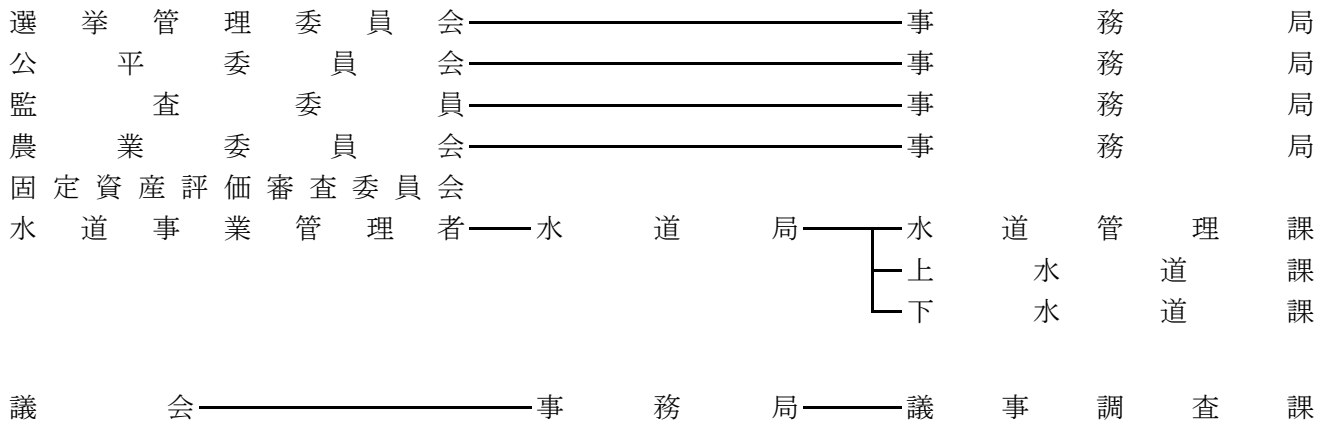 選挙管理委員会 事務局
公平委員会 事務局
監査委員 事務局
農業委員会 事務局
固定資産評価審査委員会
水道事業管理者 水道局 水道管理課
上水道課
下水道課
議会 事務局 議事調査課